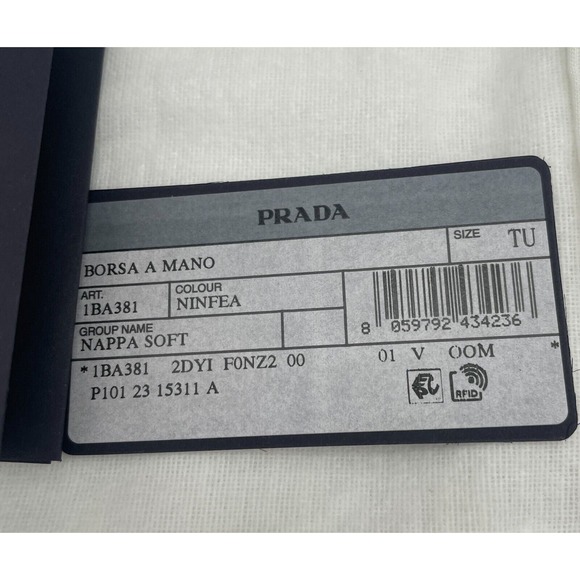 PRADA
BORSA A MANO
SIZE TU
ART. 1BA381
COLOUR NINFEA
GROUP NAME
NAPPA SOFT
8 059792 434236
*1BA381 2DYI F0NZ2 00 01 V OOM *
P101 23 15311 A
RFID